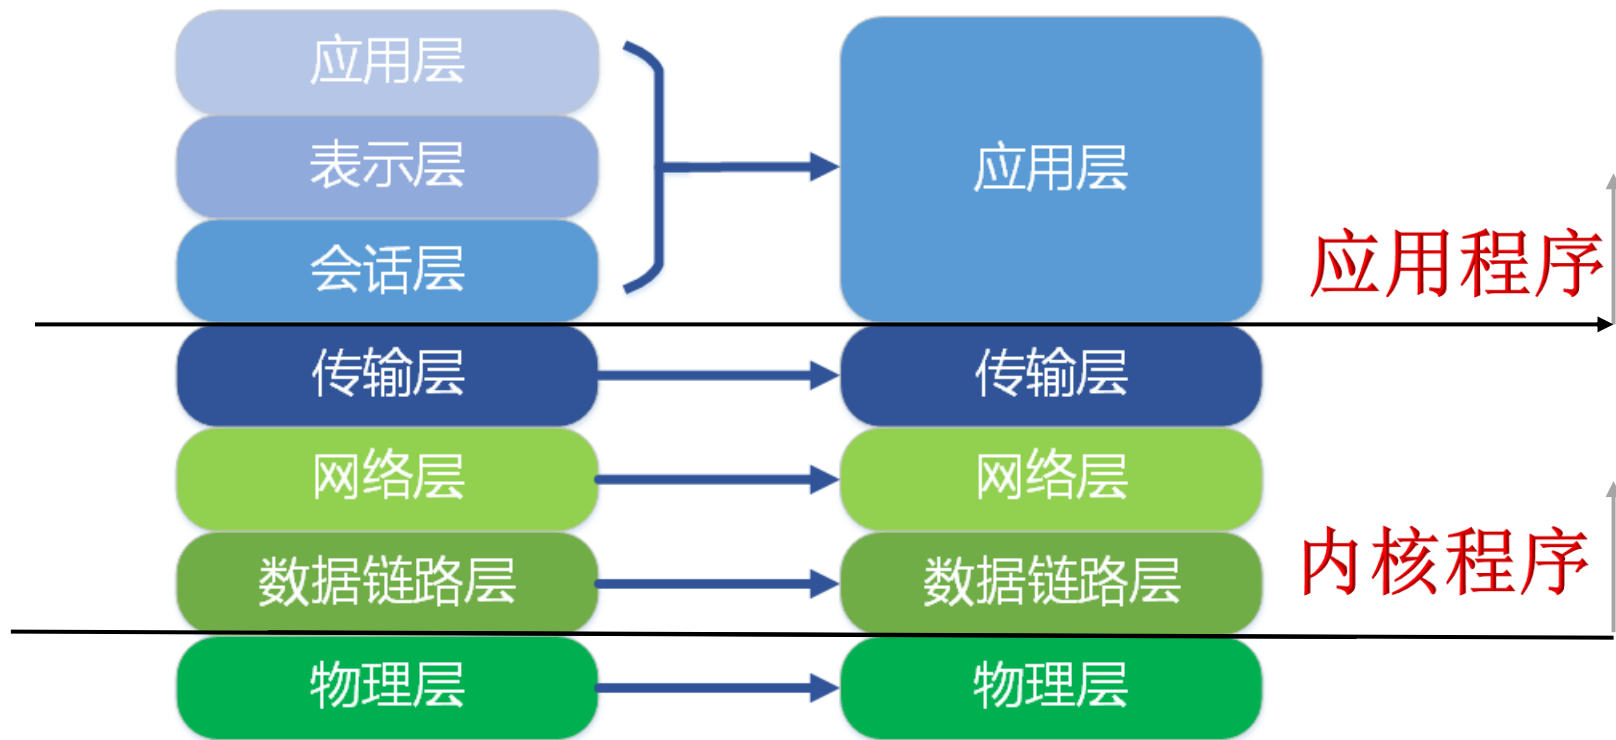 应用层
表示层
会话层
传输层
网络层
数据链路层
物理层
应用层
传输层
网络层
数据链路层
物理层
应用程序
内核程序